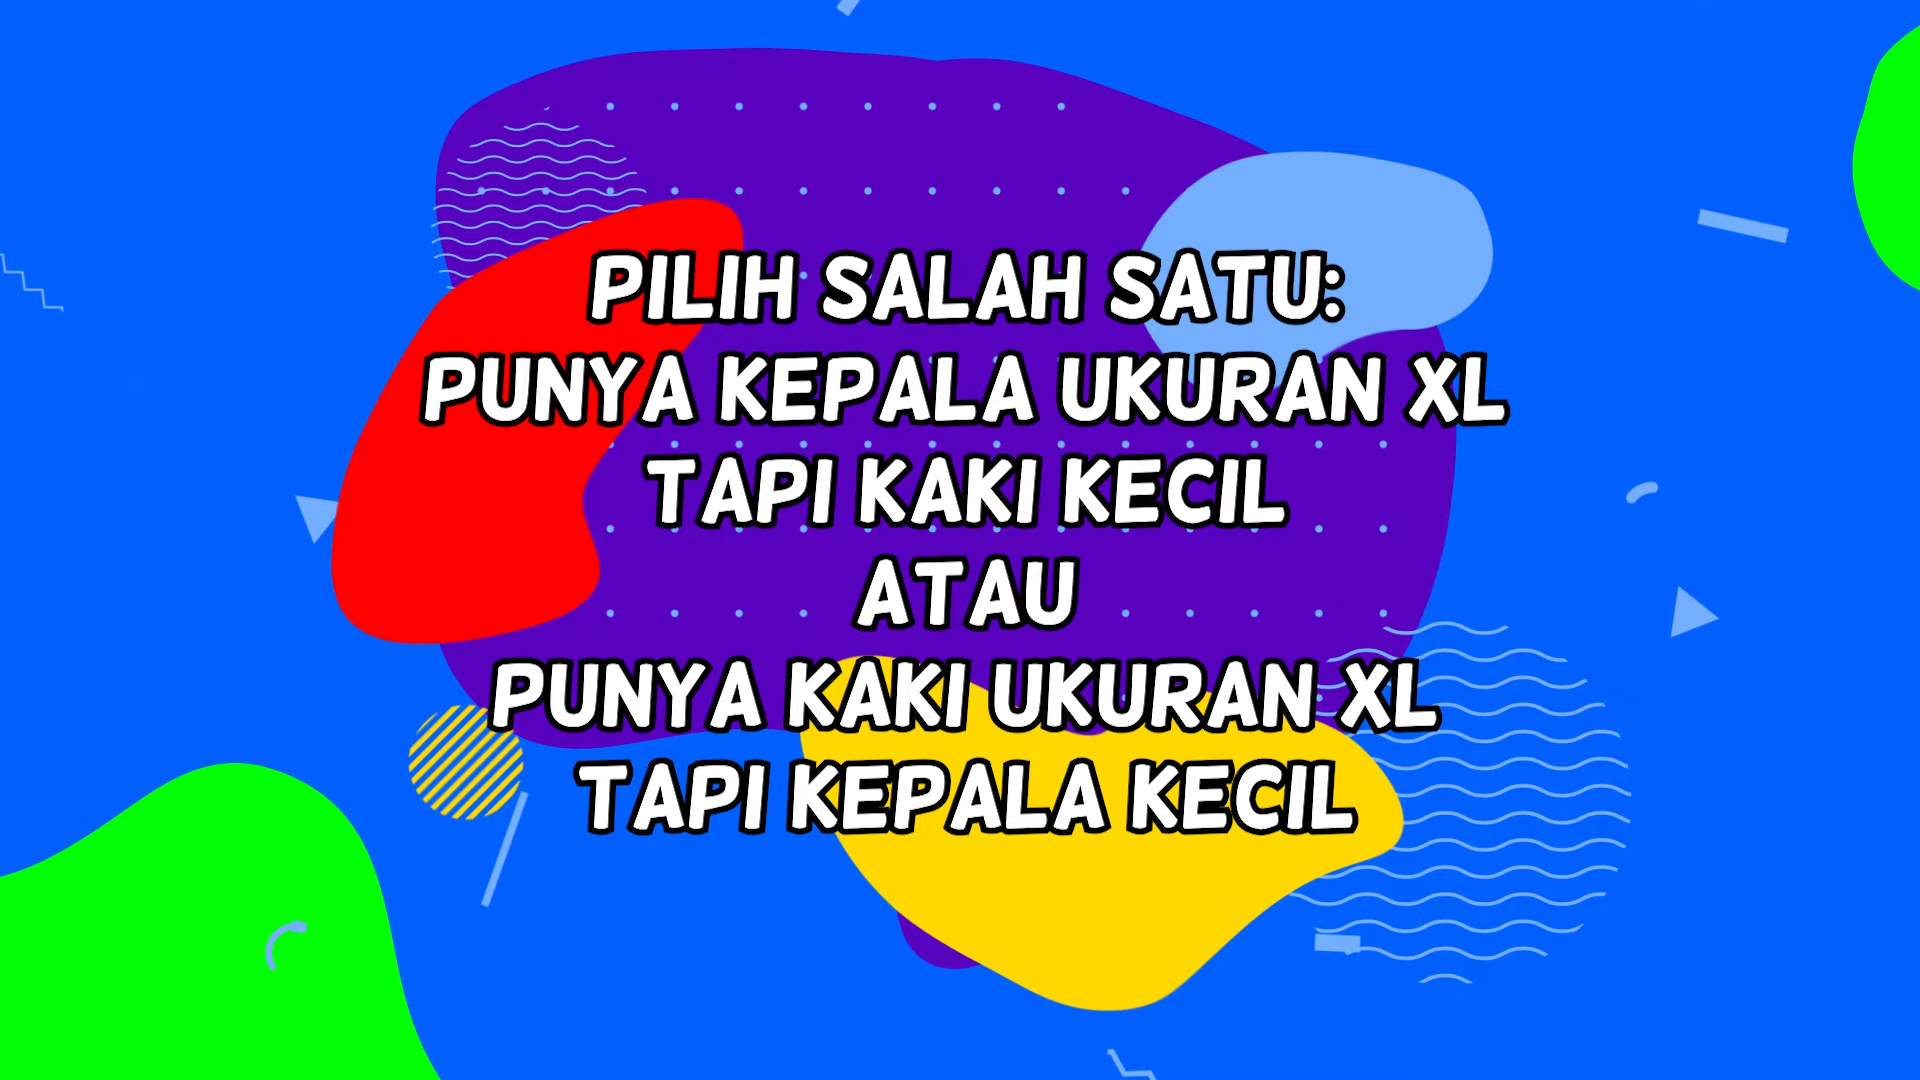 PILIH SALAH SATU:
PUNYA KEPALA UKURAN XL
TAPI KAKI KECIL
ATAU
PUNYA KAKI UKURAN XL
TAPI KEPALA KECIL